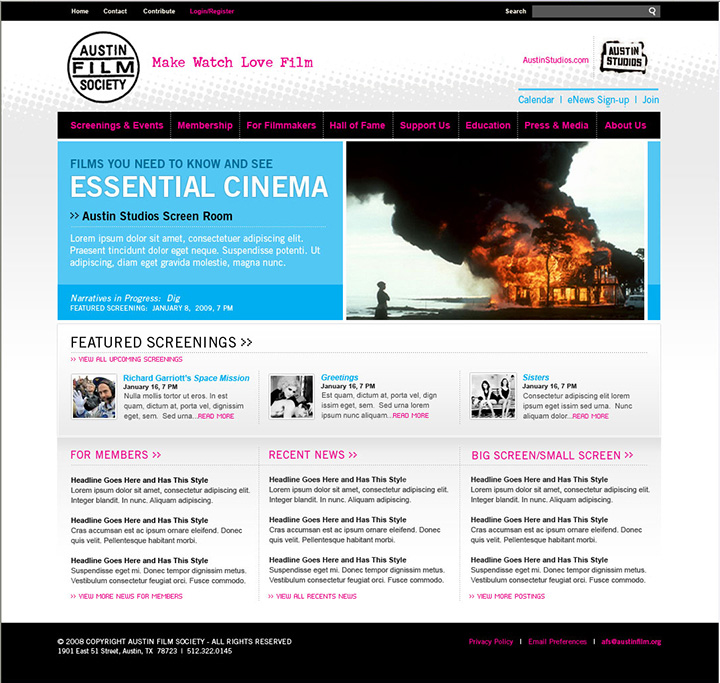 Home Contact Contribute Login/Register Search
AUSTIN
FILM
SOCIETY
Make Watch Love Film
AustinStudios.com
AUSTIN
STUDIOS
Calendar | eNews Sign-up | Join
Screenings & Events Membership For Filmmakers Hall of Fame Support Us Education Press & Media About Us
FILMS YOU NEED TO KNOW AND SEE
ESSENTIAL CINEMA
>> Austin Studios Screen Room
Lorem ipsum dolor sit amet, consectetuer adipiscing elit.
Praesent tincidunt dolor eget neque. Suspendisse potenti. Ut
adipiscing, diam eget gravida molestie, magna nunc.
Narratives in Progress: Dig
FEATURED SCREENING: JANUARY 8, 2009, 7 PM
FEATURED SCREENINGS >>
>> VIEW ALL UPCOMING SCREENINGS
Richard Garriott's Space Mission
January 16, 7 PM
Nulla mollis tortor ut eros. In est
quam, dictum at, porta vel, dignissim
eget, sem. Sed urna...READ MORE
Greetings
January 16, 7 PM
Est quam, dictum at, porta vel, dign
issim eget, sem. Sed urna lorem
ipsum nunc aliquam...READ MORE
Sisters
January 16, 7 PM
Consectetur adipiscing elit lorem
ipsum eget issim sed urna. Nunc
aliquam dolor...READ MORE
FOR MEMBERS >>
Headline Goes Here and Has This Style
Lorem ipsum dolor sit amet, consectetur adipiscing elit.
Integer blandit. In nunc. Aliquam adipiscing.
Headline Goes Here and Has This Style
Cras accumsan est ac ipsum ornare eleifend. Donec
quis velit. Pellentesque habitant morbi.
Headline Goes Here and Has This Style
Suspendisse eget mi. Donec tempor dignissim metus.
Vestibulum consectetur feugiat orci. Fusce commodo.
>> VIEW MORE NEWS FOR MEMBERS
RECENT NEWS >>
Headline Goes Here and Has This Style
Lorem ipsum dolor sit amet, consectetur adipiscing elit.
Integer blandit. In nunc. Aliquam adipiscing.
Headline Goes Here and Has This Style
Cras accumsan est ac ipsum ornare eleifend. Donec
quis velit. Pellentesque habitant morbi.
Headline Goes Here and Has This Style
Suspendisse eget mi. Donec tempor dignissim metus.
Vestibulum consectetur feugiat orci. Fusce commodo.
>> VIEW ALL RECENTS NEWS
BIG SCREEN/SMALL SCREEN >>
Headline Goes Here and Has This Style
Lorem ipsum dolor sit amet, consectetur adipiscing elit.
Integer blandit. In nunc. Aliquam adipiscing.
Headline Goes Here and Has This Style
Cras accumsan est ac ipsum ornare eleifend. Donec
quis velit. Pellentesque habitant morbi.
Headline Goes Here and Has This Style
Suspendisse eget mi. Donec tempor dignissim metus.
Vestibulum consectetur feugiat orci. Fusce commodo.
>> VIEW MORE POSTINGS
© 2008 COPYRIGHT AUSTIN FILM SOCIETY - ALL RIGHTS RESERVED
1901 East 51 Street, Austin, TX 78723 | 512.322.0145
Privacy Policy | Email Preferences | afs@austinfilm.org